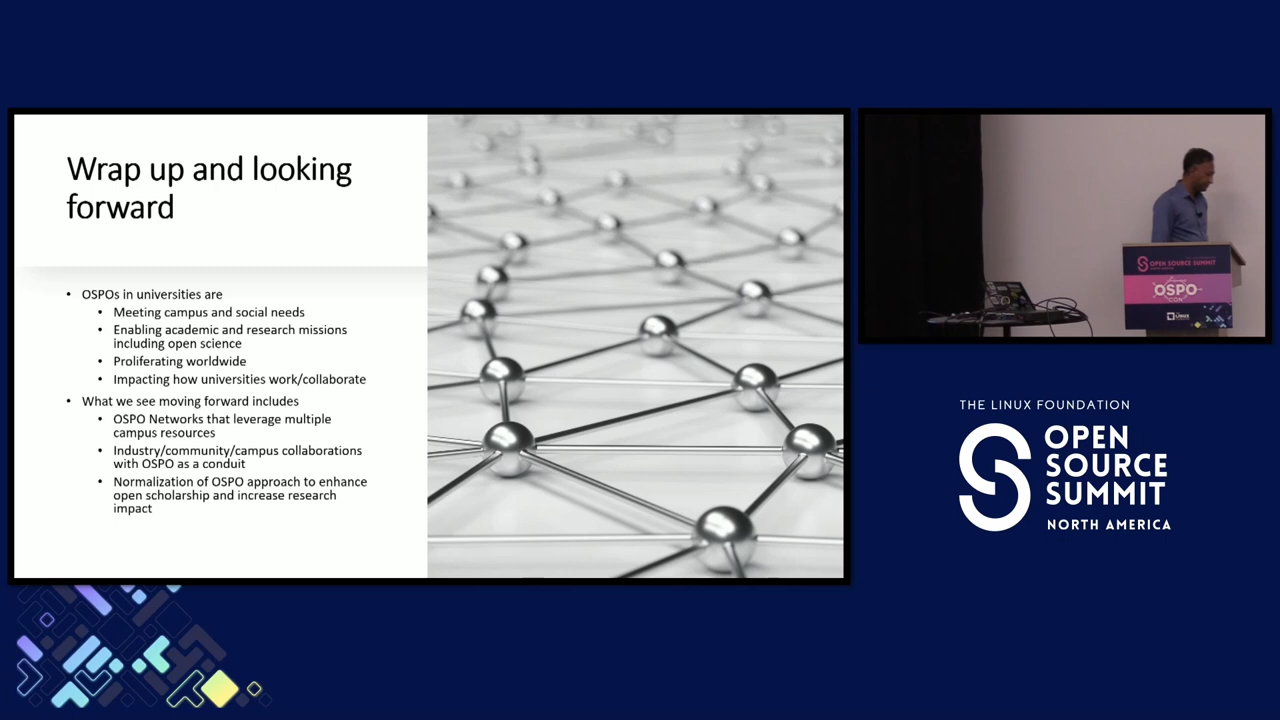 Wrap up and looking
forward
• OSPOs in universities are
• Meeting campus and social needs
• Enabling academic and research missions
including open science
• Proliferating worldwide
• Impacting how universities work/collaborate
• What we see moving forward includes
• OSPO Networks that leverage multiple
campus resources
• Industry/community/campus collaborations
with OSPO as a conduit
• Normalization of OSPO approach to enhance
open scholarship and increase research
impact
OPEN SOURCE SUMMIT
OSPO
CON
LINUX
THE LINUX FOUNDATION
OPEN
SOURCE
SUMMIT
NORTH AMERICA